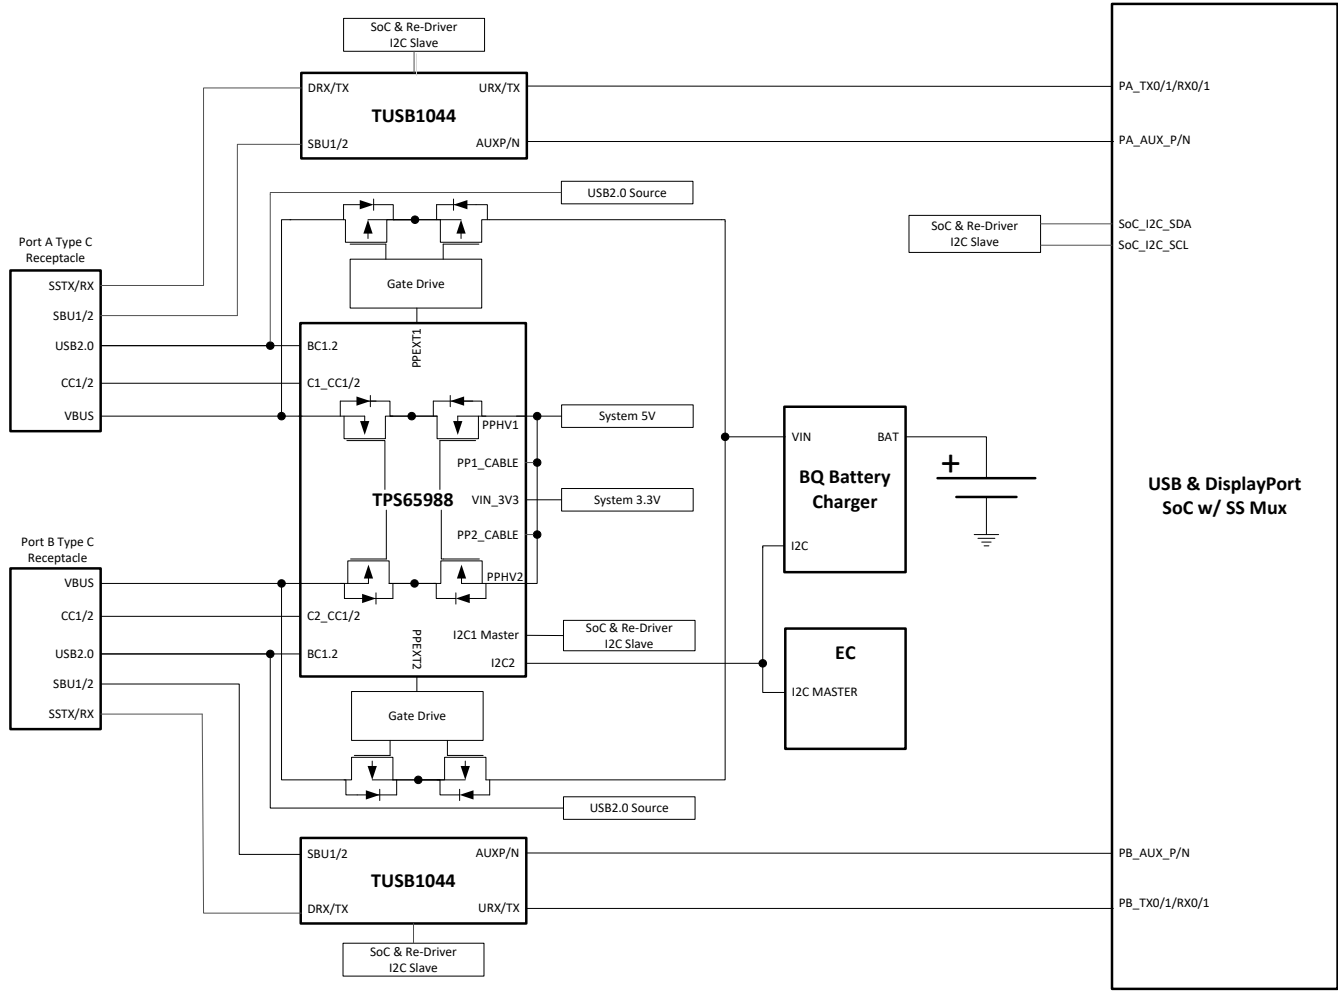 SoC & Re-Driver
I2C Slave
DRX/TX
URX/TX
TUSB1044
SBU1/2
AUXP/N
PA_TX0/1/RX0/1
PA_AUX_P/N
USB2.0 Source
SoC & Re-Driver
I2C Slave
SoC_I2C_SDA
SoC_I2C_SCL
Port A Type C
Receptacle
SSTX/RX
SBU1/2
USB2.0
CC1/2
VBUS
Gate Drive
PPEXT1
BC1.2
C1_CC1/2
PPHV1
System 5V
PP1_CABLE
TPS65988
VIN_3V3
System 3.3V
PP2_CABLE
PPHV2
C2_CC1/2
I2C1 Master
SoC & Re-Driver
I2C Slave
BC1.2
PPEXT2
I2C2
VIN
BAT
BQ Battery
Charger
I2C
+
EC
I2C MASTER
USB & DisplayPort
SoC w/ SS Mux
Port B Type C
Receptacle
VBUS
CC1/2
USB2.0
SBU1/2
SSTX/RX
Gate Drive
USB2.0 Source
SBU1/2
AUXP/N
TUSB1044
DRX/TX
URX/TX
PB_AUX_P/N
PB_TX0/1/RX0/1
SoC & Re-Driver
I2C Slave